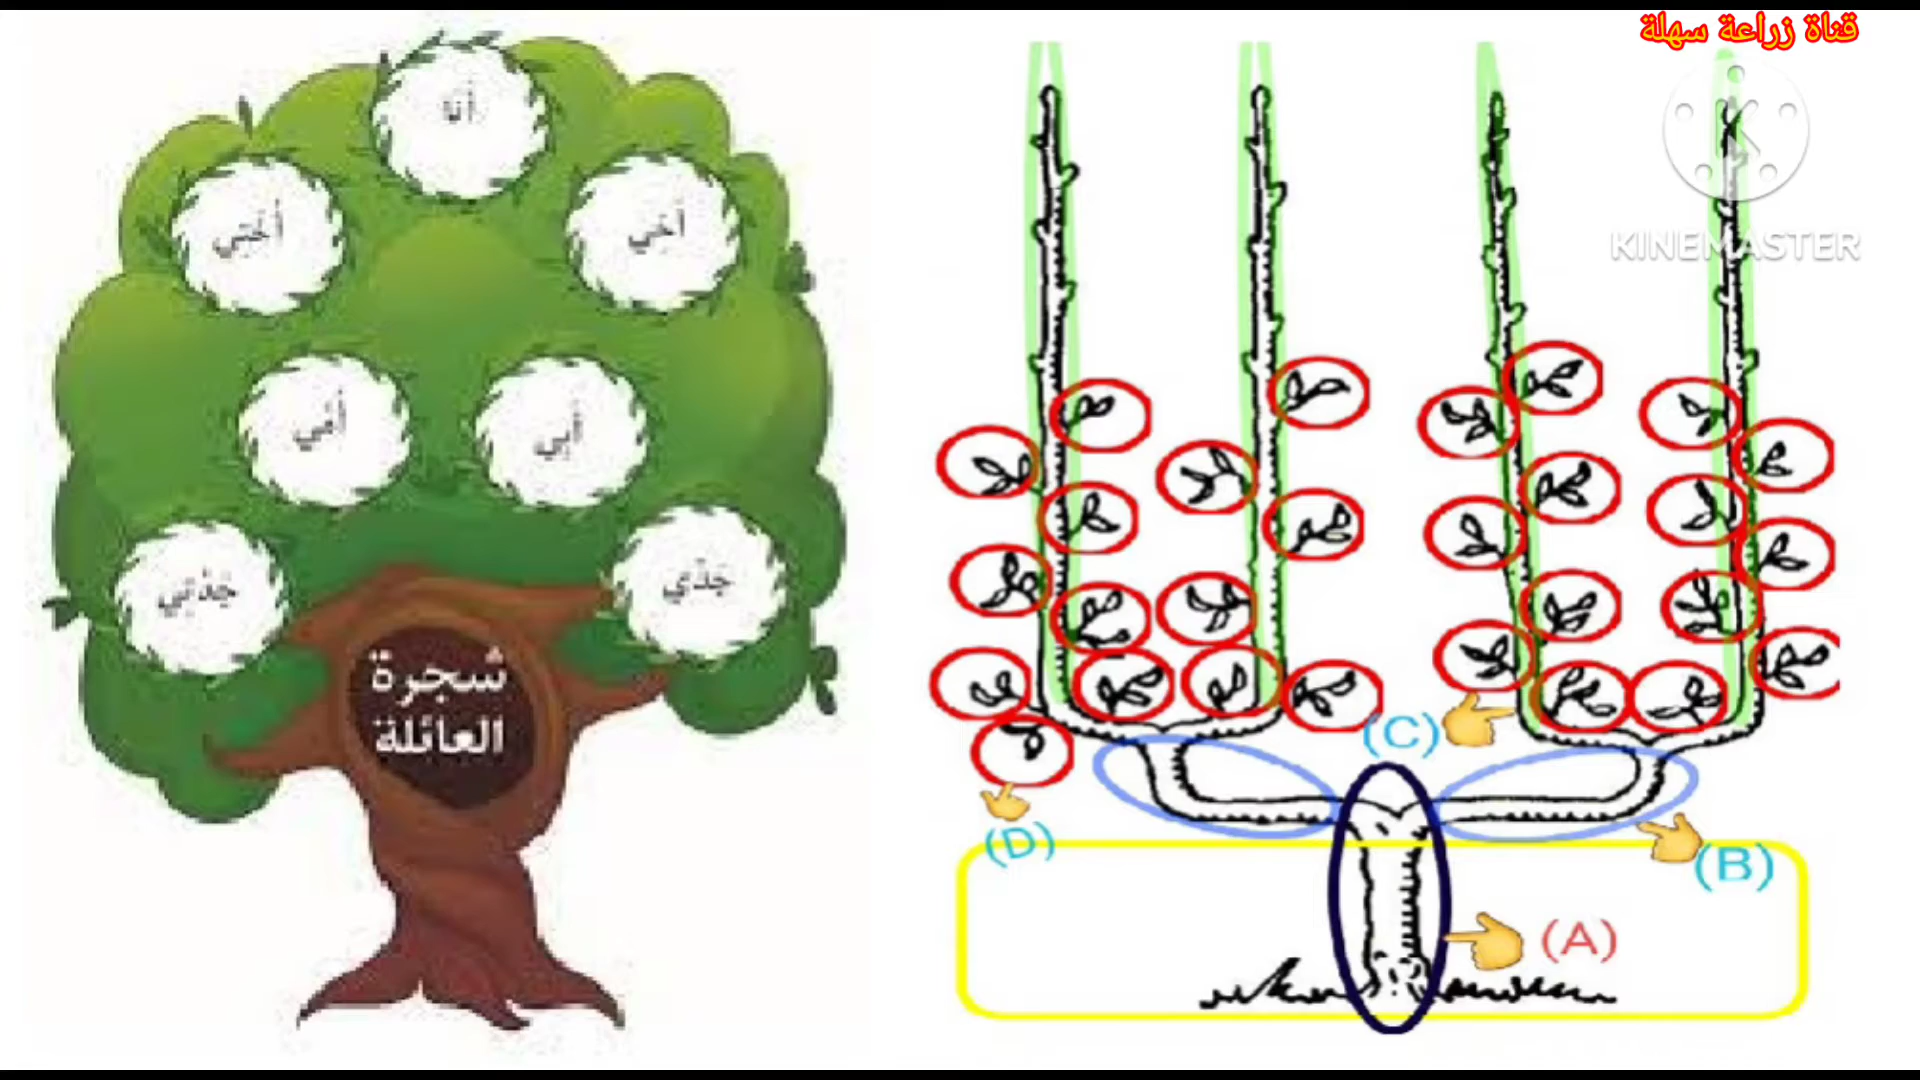 قناة زراعة سهلة
KINEMASTER
أنا
أختي
أخي
أمي
أبي
جدتي
جدي
شجرة
العائلة
(C)
(D)
(B)
(A)